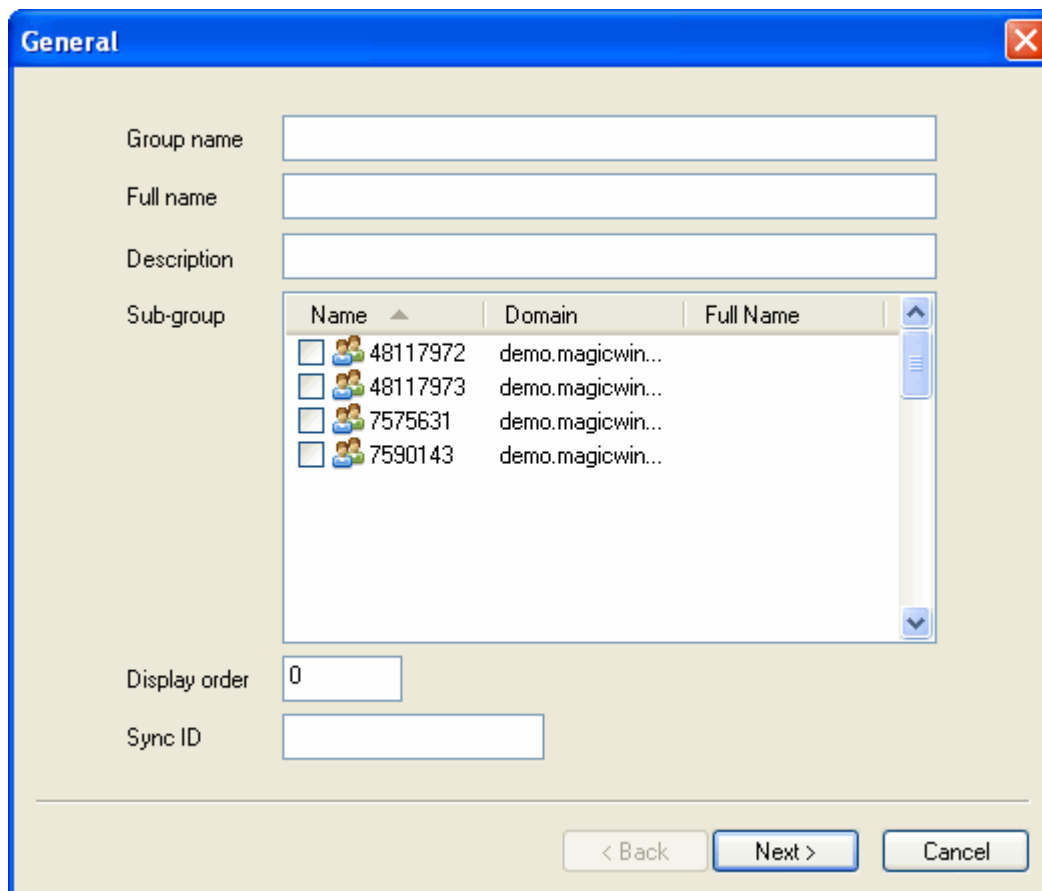 General
Group name
Full name
Description
Sub-group
Name Domain Full Name
48117972 demo.magicwin...
48117973 demo.magicwin...
7575631 demo.magicwin...
7590143 demo.magicwin...
Display order 0
Sync ID
< Back Next > Cancel